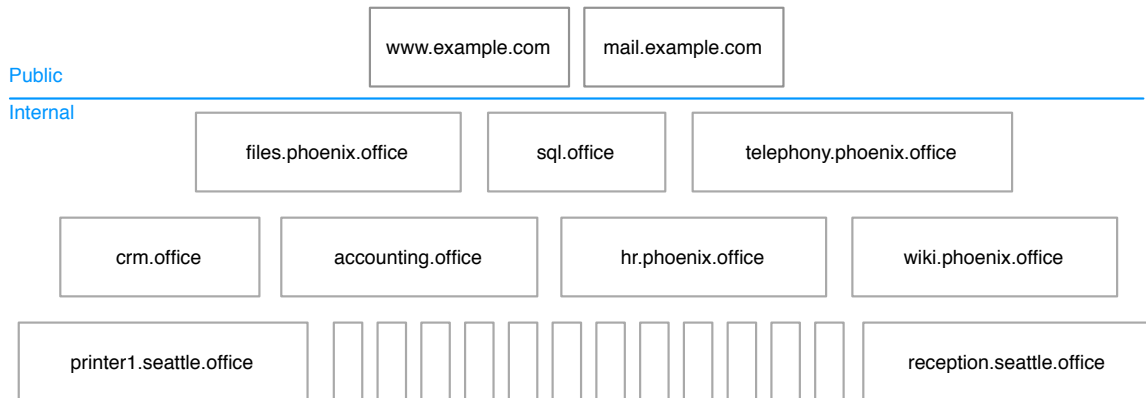 www.example.com
mail.example.com
Public
Internal
files.phoenix.office
sql.office
telephony.phoenix.office
crm.office
accounting.office
hr.phoenix.office
wiki.phoenix.office
printer1.seattle.office
reception.seattle.office